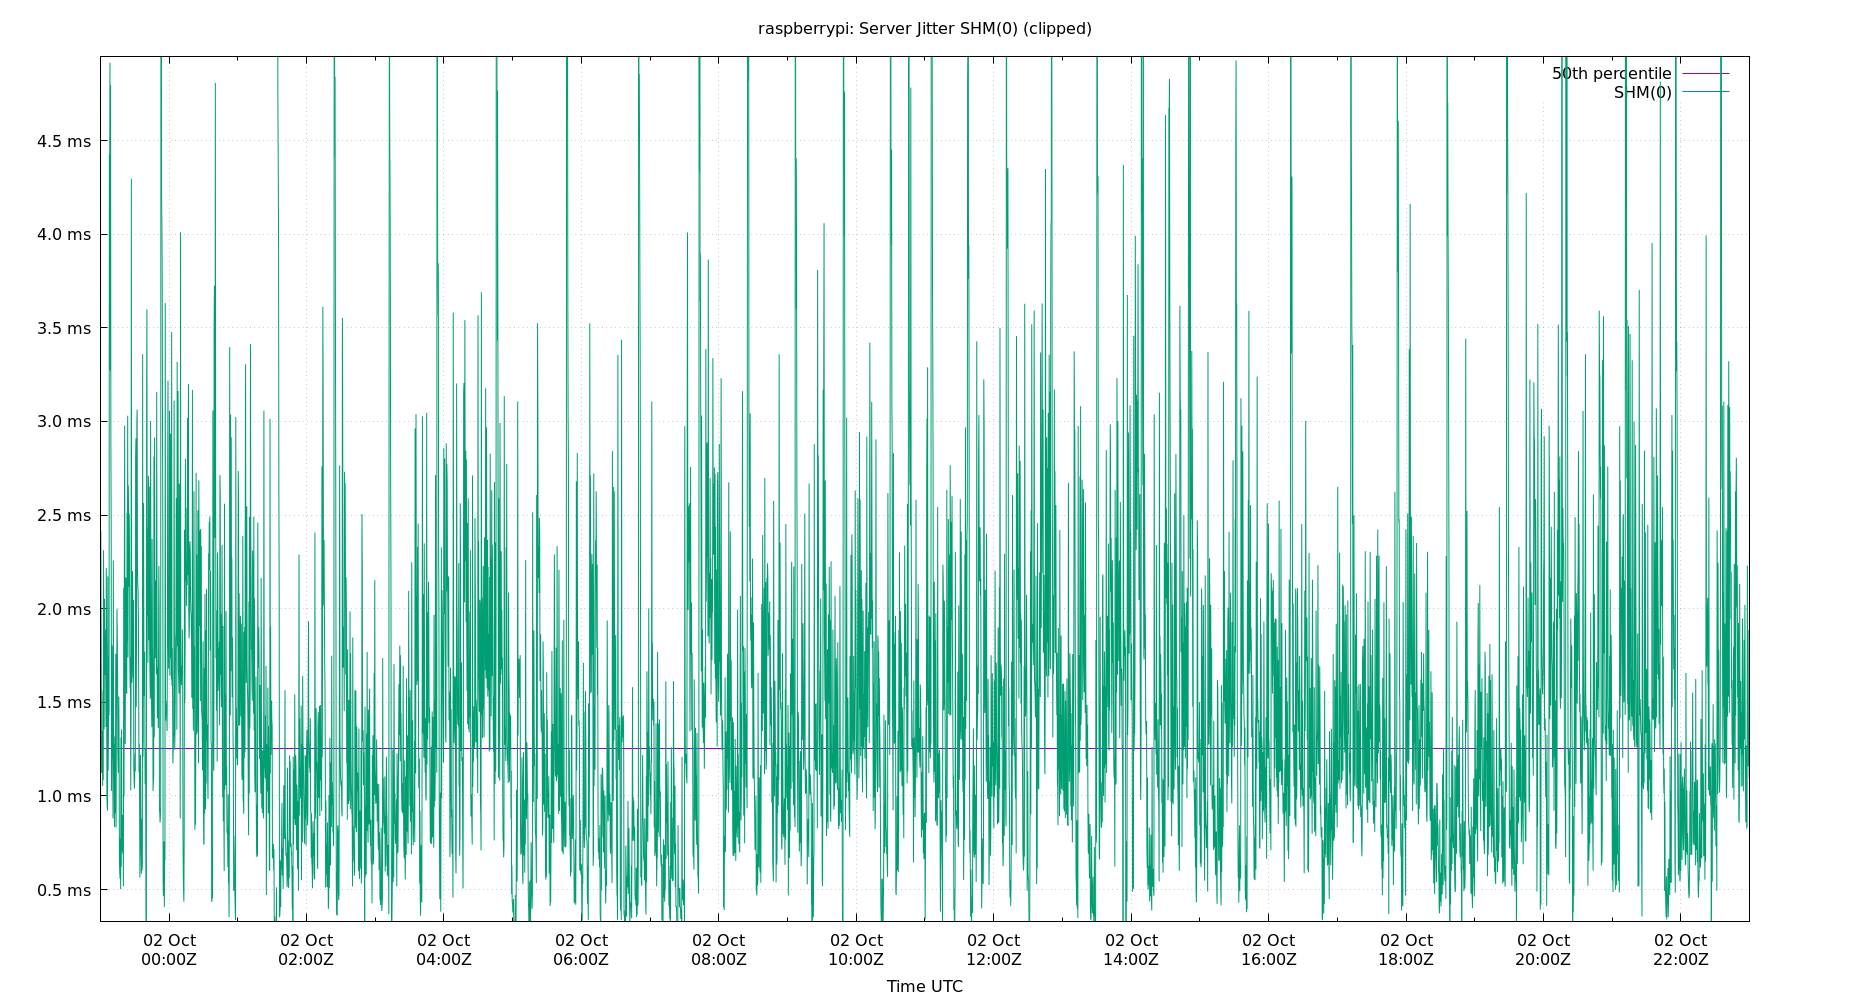 raspberrypi: Server Jitter SHM(0) (clipped)
50th percentile
SHM(0)
4.5 ms
4.0 ms
3.5 ms
3.0 ms
2.5 ms
2.0 ms
1.5 ms
1.0 ms
0.5 ms
02 Oct 02 Oct 02 Oct 02 Oct 02 Oct 02 Oct 02 Oct 02 Oct 02 Oct 02 Oct 02 Oct 02 Oct
00:00Z 02:00Z 04:00Z 06:00Z 08:00Z 10:00Z 12:00Z 14:00Z 16:00Z 18:00Z 20:00Z 22:00Z
Time UTC